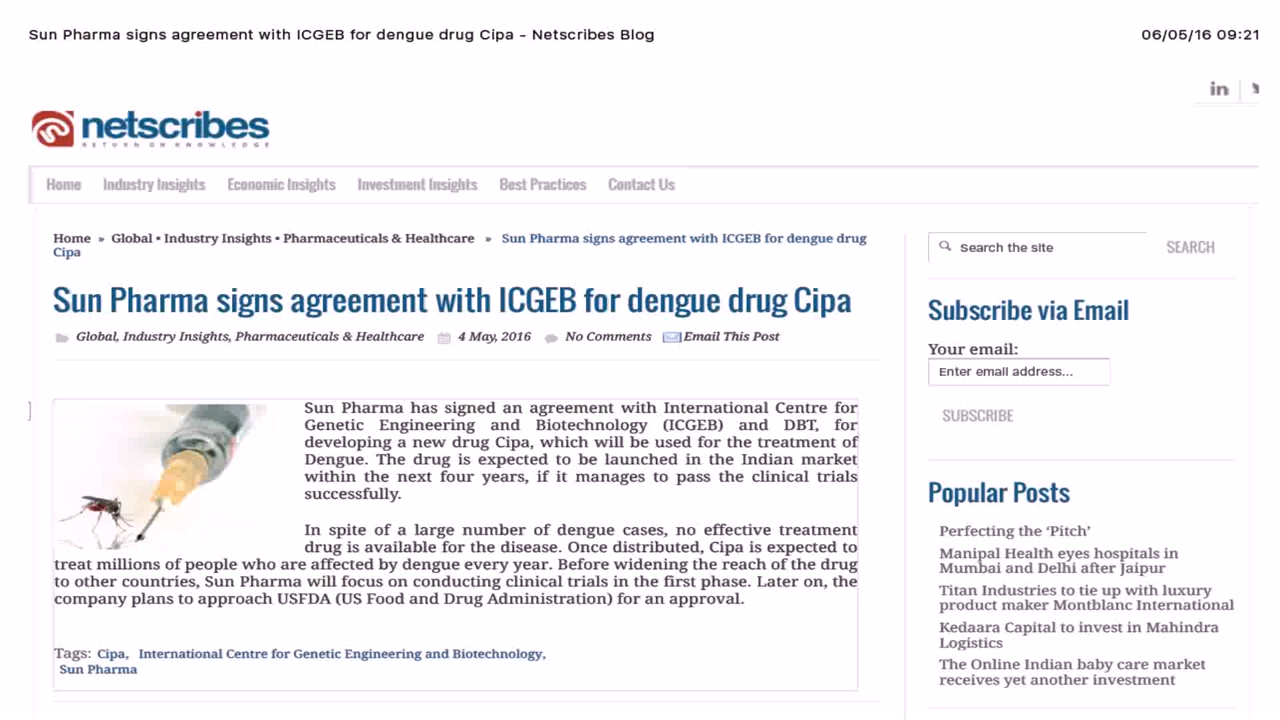 Sun Pharma signs agreement with ICGEB for dengue drug Cipa - Netscribes Blog
06/05/16 09:21
in
netscribes
RETURN ON KNOWLEDGE
Home Industry Insights Economic Insights Investment Insights Best Practices Contact Us
Home » Global • Industry Insights • Pharmaceuticals & Healthcare » Sun Pharma signs agreement with ICGEB for dengue drug
Cipa
Sun Pharma signs agreement with ICGEB for dengue drug Cipa
Global, Industry Insights, Pharmaceuticals & Healthcare 4 May, 2016 No Comments Email This Post
Sun Pharma has signed an agreement with International Centre for
Genetic Engineering and Biotechnology (ICGEB) and DBT, for
developing a new drug Cipa, which will be used for the treatment of
Dengue. The drug is expected to be launched in the Indian market
within the next four years, if it manages to pass the clinical trials
successfully.
In spite of a large number of dengue cases, no effective treatment
drug is available for the disease. Once distributed, Cipa is expected to
treat millions of people who are affected by dengue every year. Before widening the reach of the drug
to other countries, Sun Pharma will focus on conducting clinical trials in the first phase. Later on, the
company plans to approach USFDA (US Food and Drug Administration) for an approval.
Tags: Cipa, International Centre for Genetic Engineering and Biotechnology,
Sun Pharma
Search the site SEARCH
Subscribe via Email
Your email:
Enter email address...
SUBSCRIBE
Popular Posts
Perfecting the ‘Pitch’
Manipal Health eyes hospitals in
Mumbai and Delhi after Jaipur
Titan Industries to tie up with luxury
product maker Montblanc International
Kedaara Capital to invest in Mahindra
Logistics
The Online Indian baby care market
receives yet another investment